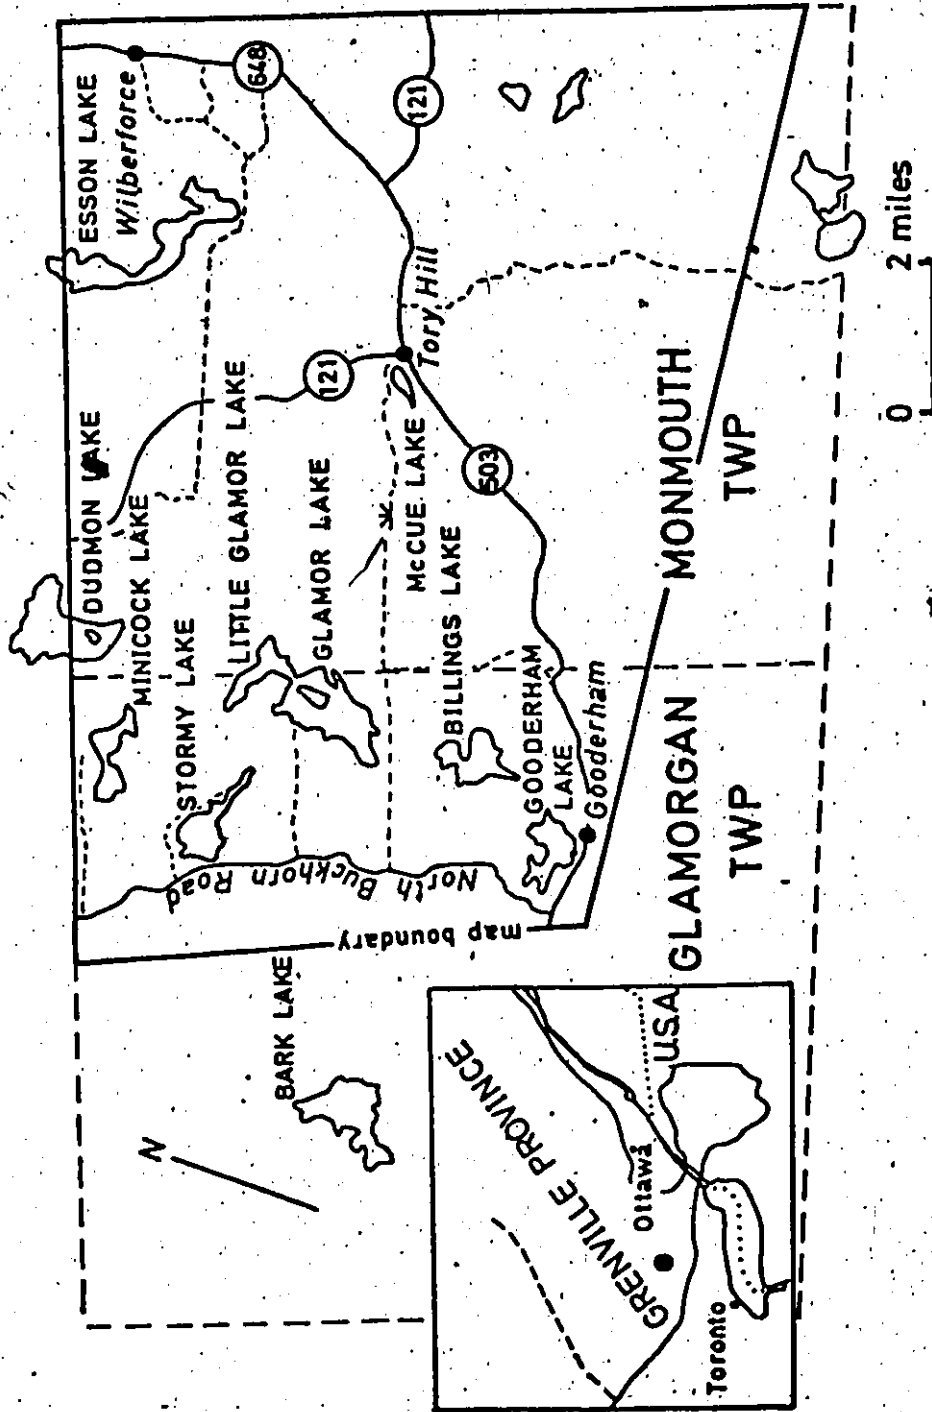 N
BARK LAKE
map boundary
North Buckhorn Road
STORMY LAKE
MINICOCK LAKE
DUDMON LAKE
LITTLE GLAMOR LAKE
GLAMOR LAKE
McCUE LAKE
BILLINGS LAKE
GOODERHAM
LAKE
Gooderham
ESSON LAKE
Wilberforce
648
121
121
Tory Hill
503
MONMOUTH
TWP
GLAMORGAN
TWP
GRENVILLE PROVINCE
Ottawa
U.S.A
Toronto
0 2 miles